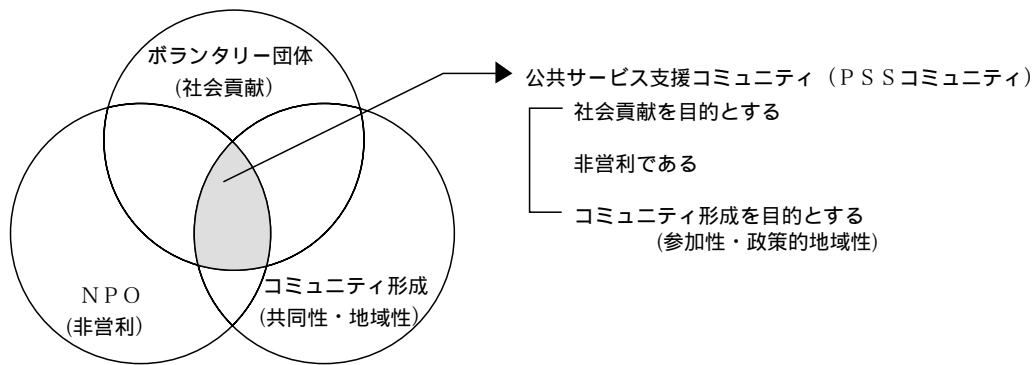 ボランタリー団体
(社会貢献)
公共サービス支援コミュニティ（ＰＳＳコミュニティ）
社会貢献を目的とする
非営利である
コミュニティ形成を目的とする
(参加性・政策的地域性)
ＮＰＯ
(非営利)
コミュニティ形成
(共同性・地域性)